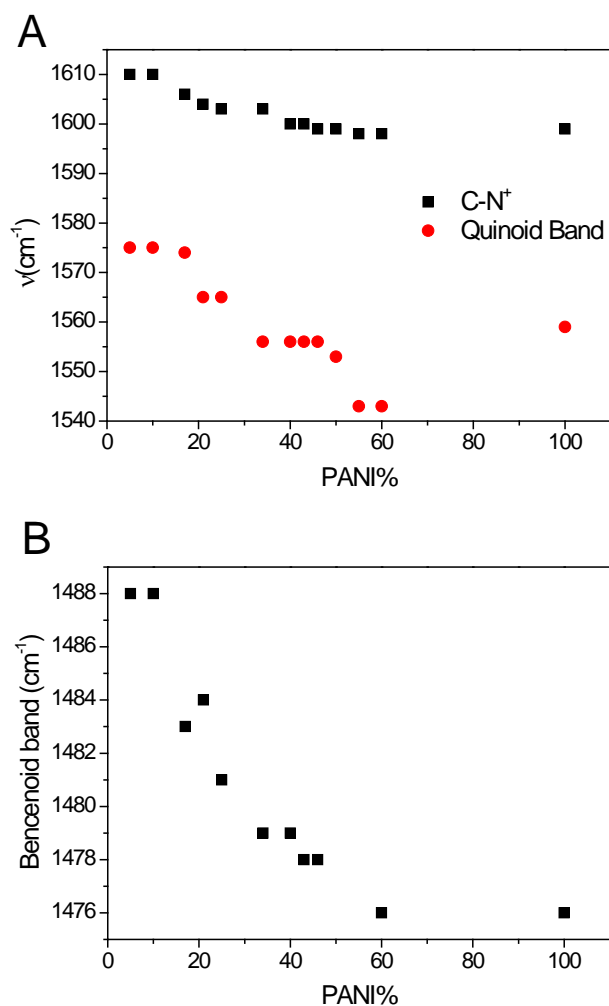 A
1610
1600
1590
1580
1570
1560
1550
1540
ν(cm⁻¹)
C-N⁺
Quinoid Band
0 20 40 60 80 100
PANI%
B
1488
1486
1484
1482
1480
1478
1476
Bencenoid band (cm⁻¹)
0 20 40 60 80 100
PANI%